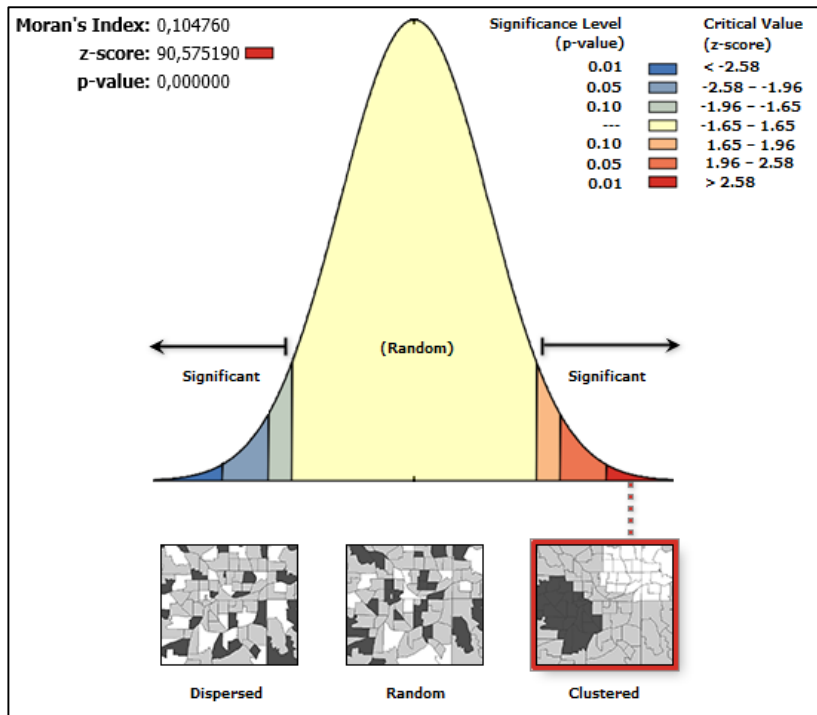 Moran's Index: 0,104760
z-score: 90,575190
p-value: 0,000000
Significance Level
(p-value)
Critical Value
(z-score)
0.01 < -2.58
0.05 -2.58 – -1.96
0.10 -1.96 – -1.65
--- -1.65 – 1.65
0.10 1.65 – 1.96
0.05 1.96 – 2.58
0.01 > 2.58
(Random)
Significant
Significant
Dispersed
Random
Clustered